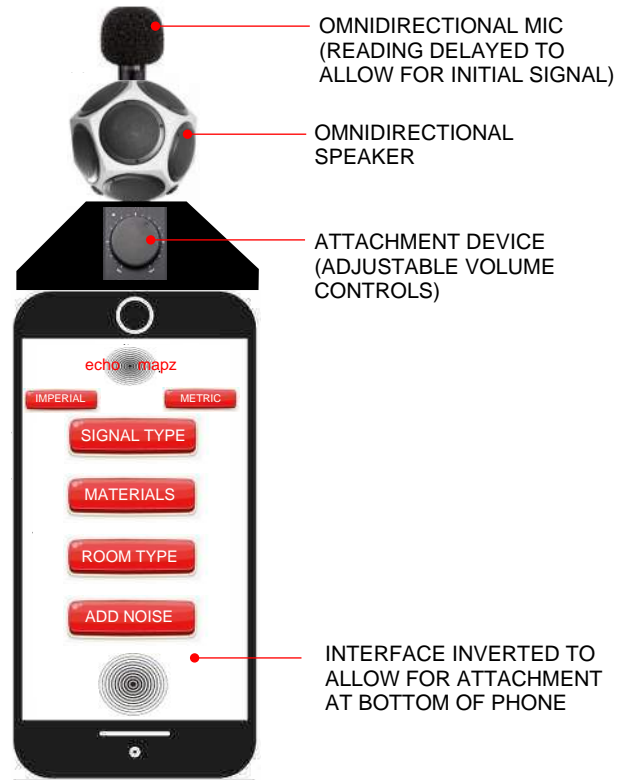 OMNIDIRECTIONAL MIC
(READING DELAYED TO
ALLOW FOR INITIAL SIGNAL)
OMNIDIRECTIONAL
SPEAKER
ATTACHMENT DEVICE
(ADJUSTABLE VOLUME
CONTROLS)
echo mapz
IMPERIAL METRIC
SIGNAL TYPE
MATERIALS
ROOM TYPE
ADD NOISE
INTERFACE INVERTED TO
ALLOW FOR ATTACHMENT
AT BOTTOM OF PHONE